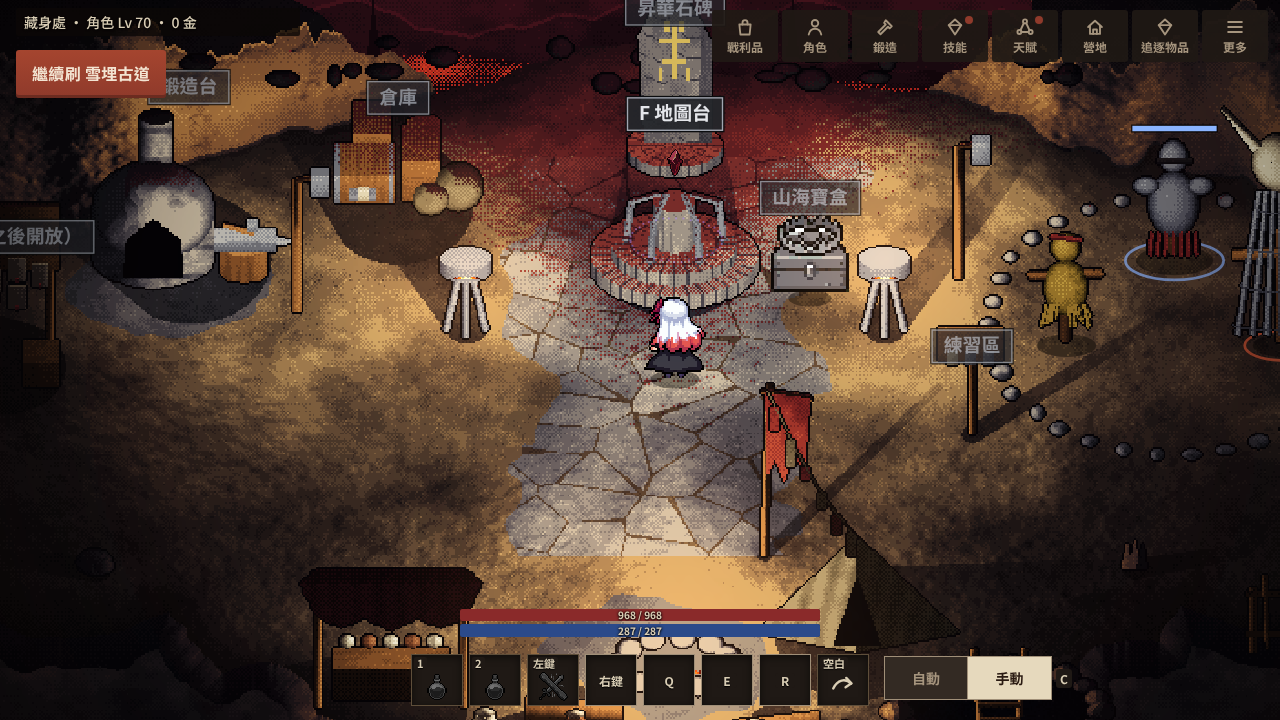 藏身處 · 角色 Lv 70 · 0 金
昇華石碑
戰利品
角色
鍛造
技能
天賦
營地
追逐物品
更多
繼續刷 雪埋古道
鍛造台
倉庫
F 地圖台
山海寶盒
之後開放）
練習區
968 / 968
287 / 287
1
2
左鍵
右鍵
Q
E
R
空白
自動
手動
C